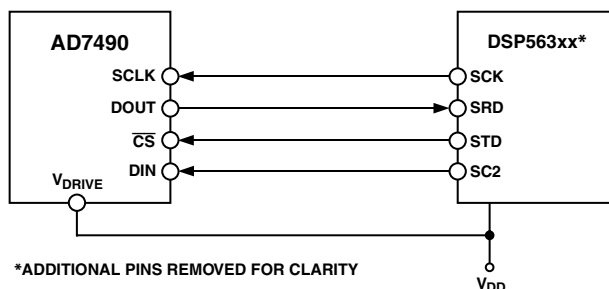 AD7490
DSP563xx*
SCLK
SCK
DOUT
SRD
CS
STD
DIN
SC2
VDRIVE
*ADDITIONAL PINS REMOVED FOR CLARITY
VDD